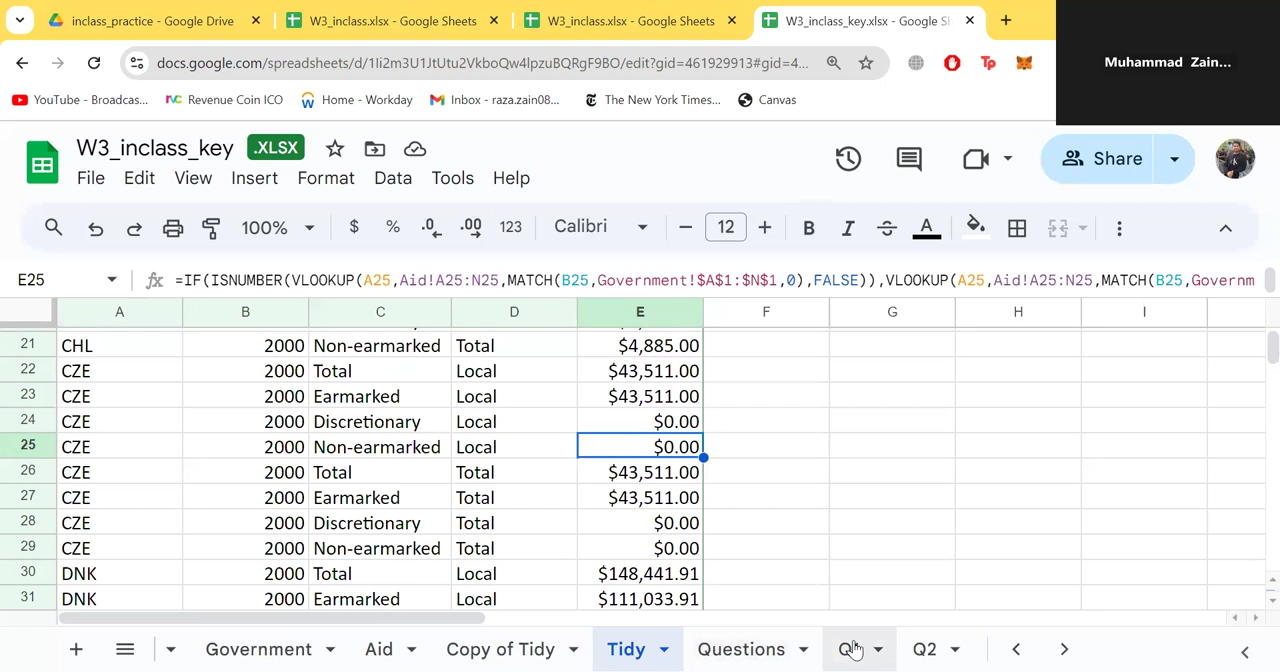 inclass_practice - Google Drive W3_inclass.xlsx - Google Sheets W3_inclass.xlsx - Google Sheets W3_inclass_key.xlsx - Google Sh
docs.google.com/spreadsheets/d/1li2m3U1JtUtu2VkboQw4lpzuBQRgF9BO/edit?gid=461929913#gid=4... Tp
Muhammad Zain...
YouTube - Broadcas... Revenue Coin ICO Home - Workday Inbox - raza.zain08... The New York Times... Canvas
W3_inclass_key .XLSX
File Edit View Insert Format Data Tools Help
Share
100% $ % .0 .00 123 Calibri 12 B I A
E25 fx =IF(ISNUMBER(VLOOKUP(A25,Aid!A25:N25,MATCH(B25,Government!$A$1:$N$1,0),FALSE)),VLOOKUP(A25,Aid!A25:N25,MATCH(B25,Governm
A B C D E F G H I
21 CHL 2000 Non-earmarked Total $4,885.00
22 CZE 2000 Total Local $43,511.00
23 CZE 2000 Earmarked Local $43,511.00
24 CZE 2000 Discretionary Local $0.00
25 CZE 2000 Non-earmarked Local $0.00
26 CZE 2000 Total Total $43,511.00
27 CZE 2000 Earmarked Total $43,511.00
28 CZE 2000 Discretionary Total $0.00
29 CZE 2000 Non-earmarked Total $0.00
30 DNK 2000 Total Local $148,441.91
31 DNK 2000 Earmarked Local $111,033.91
Government Aid Copy of Tidy Tidy Questions Q2